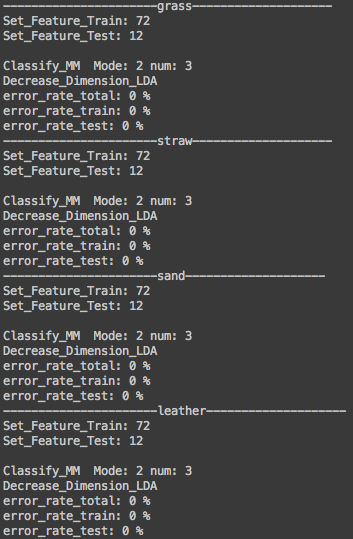 ----------------------grass--------------------
Set_Feature_Train: 72
Set_Feature_Test: 12
Classify_MM  Mode: 2 num: 3
Decrease_Dimension_LDA
error_rate_total: 0 %
error_rate_train: 0 %
error_rate_test: 0 %
----------------------straw--------------------
Set_Feature_Train: 72
Set_Feature_Test: 12
Classify_MM  Mode: 2 num: 3
Decrease_Dimension_LDA
error_rate_total: 0 %
error_rate_train: 0 %
error_rate_test: 0 %
----------------------sand--------------------
Set_Feature_Train: 72
Set_Feature_Test: 12
Classify_MM  Mode: 2 num: 3
Decrease_Dimension_LDA
error_rate_total: 0 %
error_rate_train: 0 %
error_rate_test: 0 %
----------------------leather--------------------
Set_Feature_Train: 72
Set_Feature_Test: 12
Classify_MM  Mode: 2 num: 3
Decrease_Dimension_LDA
error_rate_total: 0 %
error_rate_train: 0 %
error_rate_test: 0 %